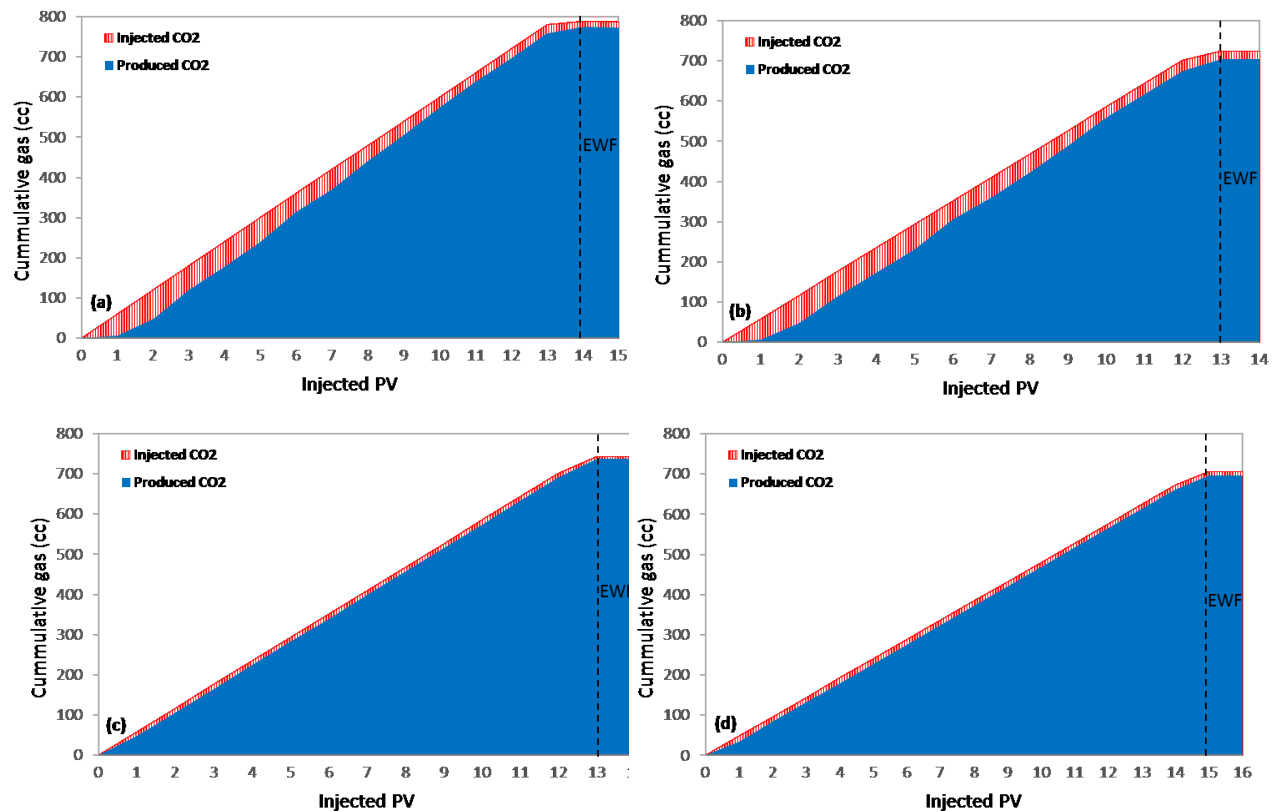 800
700
600
500
400
300
200
100
0
Cummulative gas (cc)
Injected CO2
Produced CO2
EWF
(a)
0 1 2 3 4 5 6 7 8 9 10 11 12 13 14 15
Injected PV
800
700
600
500
400
300
200
100
0
Cummulative gas (cc)
Injected CO2
Produced CO2
EWF
(b)
0 1 2 3 4 5 6 7 8 9 10 11 12 13 14
Injected PV
800
700
600
500
400
300
200
100
0
Cummulative gas (cc)
Injected CO2
Produced CO2
(c)
0 1 2 3 4 5 6 7 8 9 10 11 12 13
Injected PV
800
700
600
500
400
300
200
100
0
Cummulative gas (cc)
Injected CO2
Produced CO2
EWF
(d)
0 1 2 3 4 5 6 7 8 9 10 11 12 13 14 15 16
Injected PV